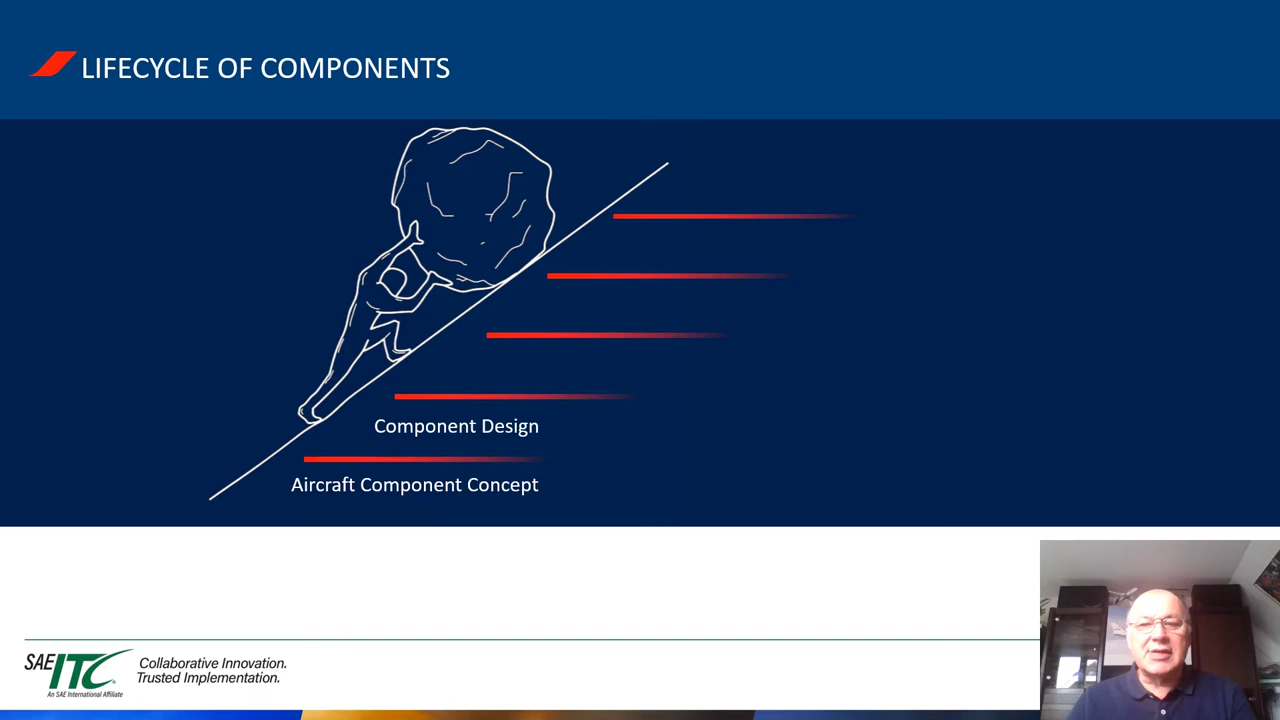 LIFECYCLE OF COMPONENTS
Component Design
Aircraft Component Concept
SAE ITC
An SAE International Affiliate
Collaborative Innovation.
Trusted Implementation.